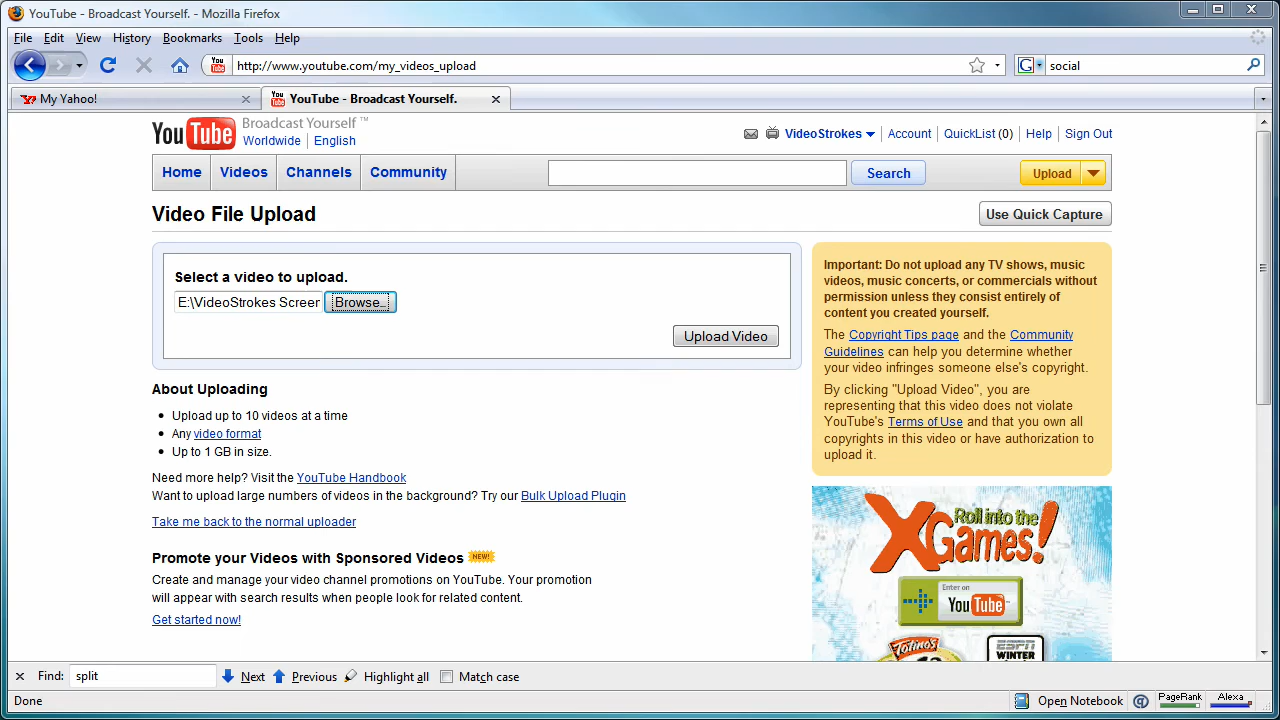 YouTube - Broadcast Yourself. - Mozilla Firefox
File Edit View History Bookmarks Tools Help
You Tube http://www.youtube.com/my_videos_upload G social
My Yahoo! You Tube YouTube - Broadcast Yourself.
YouTube Broadcast Yourself ™
Worldwide English
VideoStrokes Account QuickList (0) Help Sign Out
Home Videos Channels Community Search Upload
Video File Upload Use Quick Capture
Select a video to upload.
E:\VideoStrokes Screer Browse...
Upload Video
Important: Do not upload any TV shows, music
videos, music concerts, or commercials without
permission unless they consist entirely of
content you created yourself.
The Copyright Tips page and the Community
Guidelines can help you determine whether
your video infringes someone else's copyright.
By clicking "Upload Video", you are
representing that this video does not violate
YouTube's Terms of Use and that you own all
copyrights in this video or have authorization to
upload it.
About Uploading
• Upload up to 10 videos at a time
• Any video format
• Up to 1 GB in size.
Need more help? Visit the YouTube Handbook
Want to upload large numbers of videos in the background? Try our Bulk Upload Plugin
Take me back to the normal uploader
Promote your Videos with Sponsored Videos NEW!
Create and manage your video channel promotions on YouTube. Your promotion
will appear with search results when people look for related content.
Get started now!
Roll into the
XGames!
Enter on
YouTube
TOTINO'S
ESPN
WINTER
Find: split Next Previous Highlight all Match case
Done Open Notebook @ PageRank Alexa